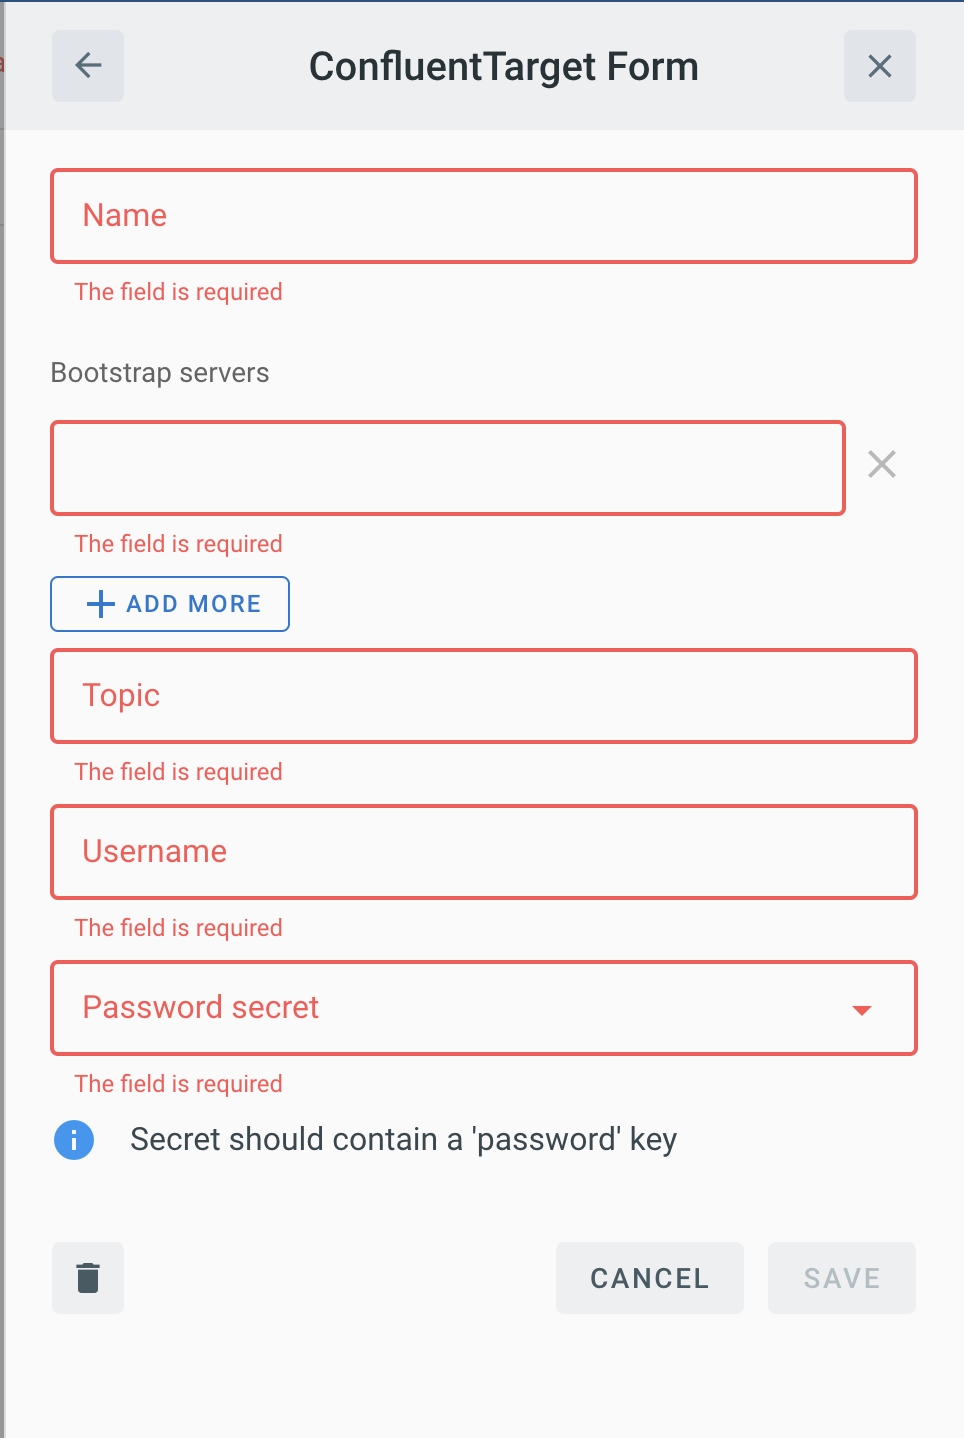 ConfluentTarget Form
Name
The field is required
Bootstrap servers
The field is required
ADD MORE
Topic
The field is required
Username
The field is required
Password secret
The field is required
Secret should contain a 'password' key
CANCEL SAVE